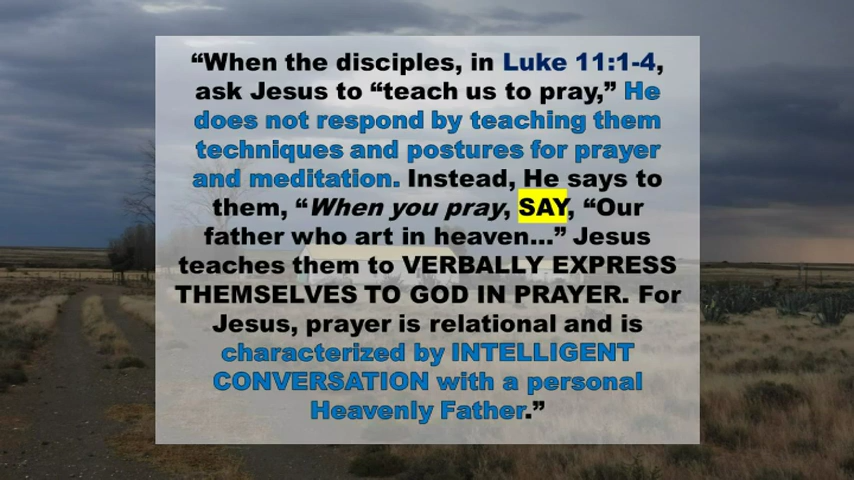 “When the disciples, in Luke 11:1-4,
ask Jesus to “teach us to pray,” He
does not respond by teaching them
techniques and postures for prayer
and meditation. Instead, He says to
them, “When you pray, SAY, “Our
father who art in heaven...” Jesus
teaches them to VERBALLY EXPRESS
THEMSELVES TO GOD IN PRAYER. For
Jesus, prayer is relational and is
characterized by INTELLIGENT
CONVERSATION with a personal
Heavenly Father.”